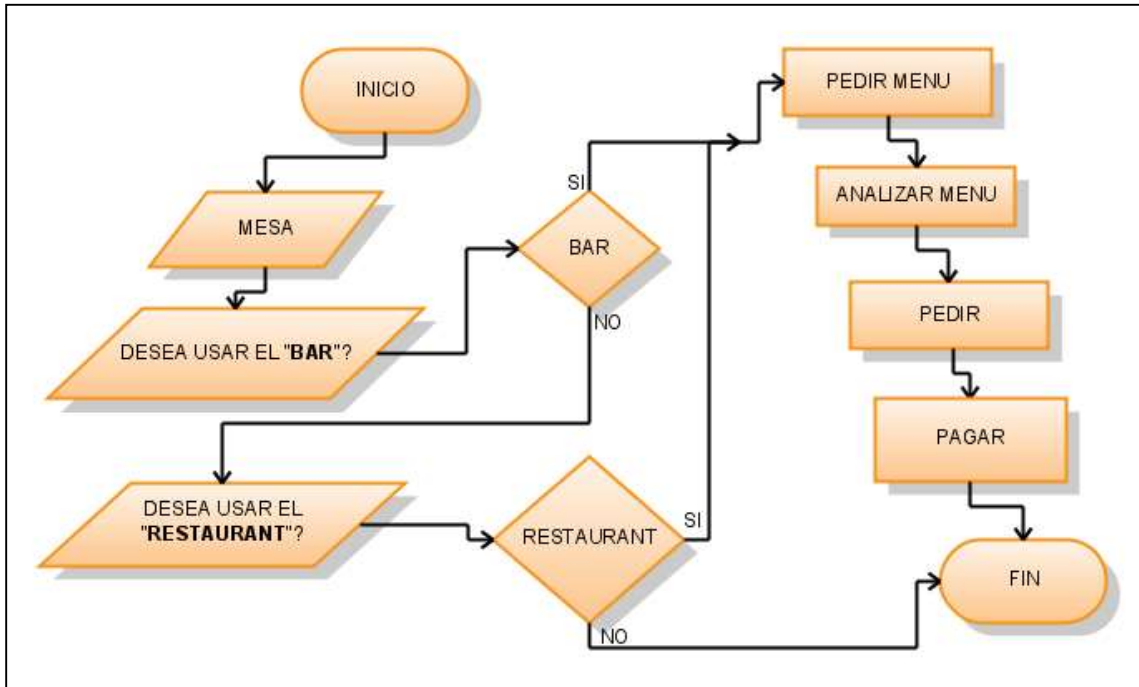 INICIO
MESA
DESEA USAR EL "BAR"?
BAR
SI
NO
DESEA USAR EL
"RESTAURANT"?
RESTAURANT
SI
NO
PEDIR MENU
ANALIZAR MENU
PEDIR
PAGAR
FIN